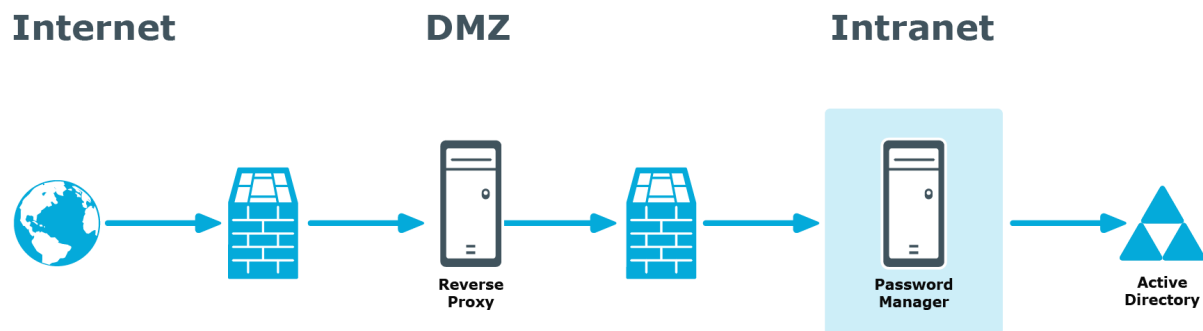 Internet
DMZ
Intranet
Reverse
Proxy
Password
Manager
Active
Directory